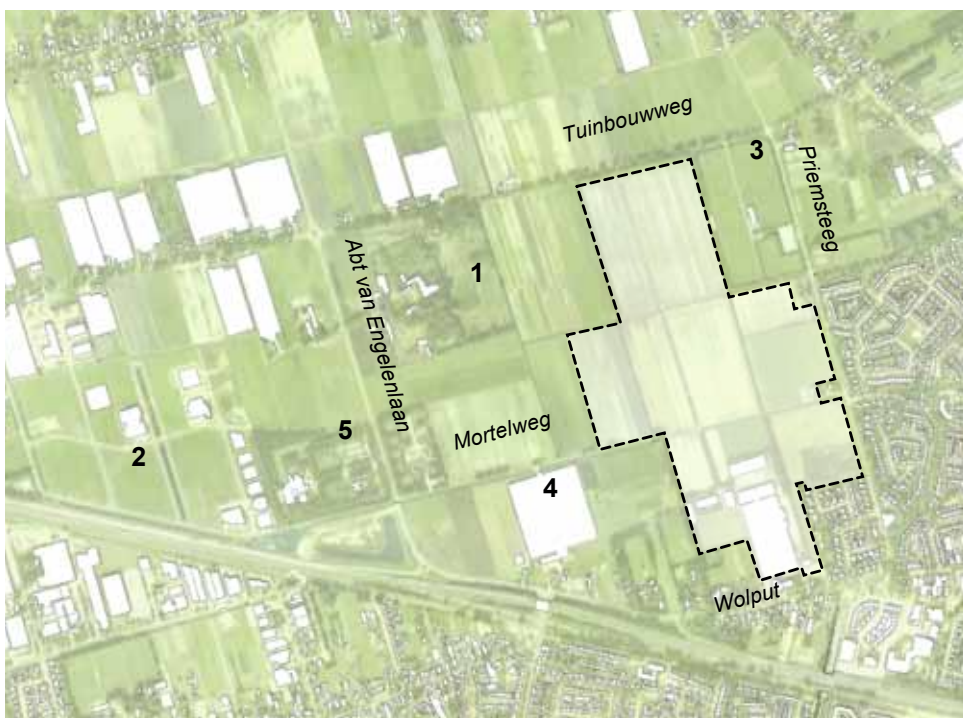 Tuinbouwweg
3
Priemsteeg
Abt van Engelenlaan
1
5
Mortelweg
2
4
Wolput